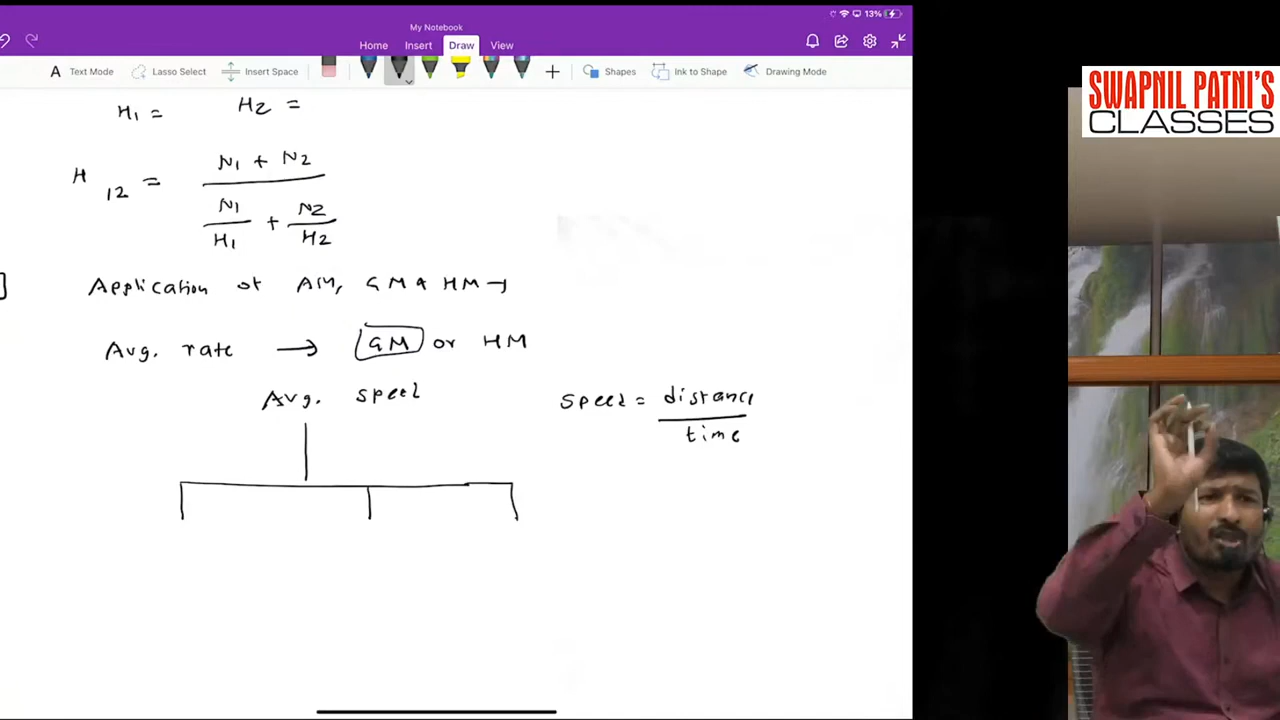 13%
My Notebook
Home Insert Draw View
A Text Mode Lasso Select Insert Space Shapes Ink to Shape Drawing Mode
SWAPNIL PATNI'S
CLASSES
H1 = H2 =
H12 = N1 + N2
N1 + N2
H1 H2
Application of AM, GM & HM →
Avg. rate → GM or HM
Avg. speed speed = distance
time